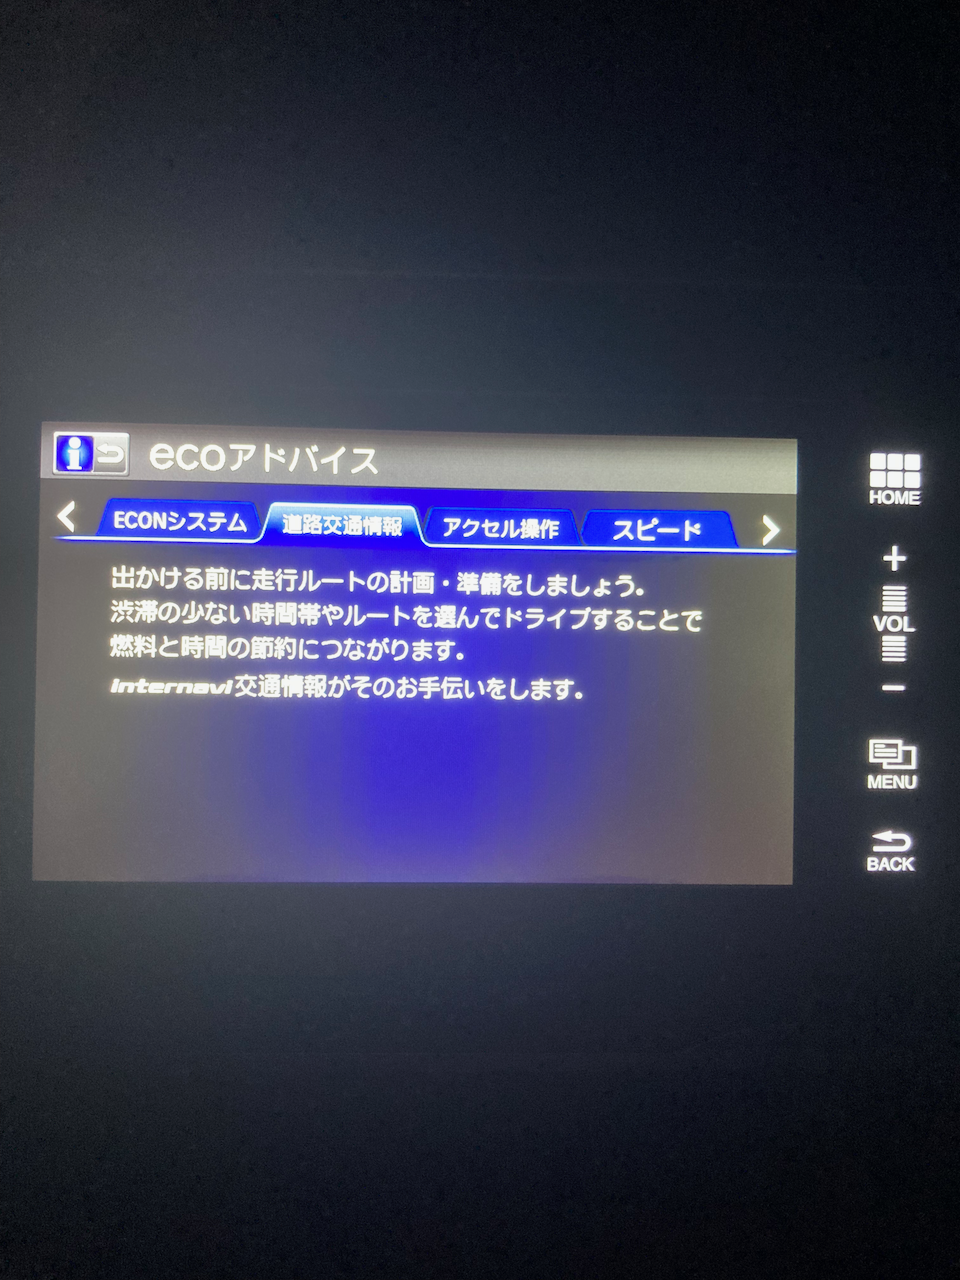 ecoアドバイス
ECONシステム 道路交通情報 アクセル操作 スピード
出かける前に走行ルートの計画・準備をしましょう。
渋滞の少ない時間帯やルートを選んでドライブすることで
燃料と時間の節約につながります。
internavi交通情報がそのお手伝いをします。
HOME
+
VOL
−
MENU
BACK